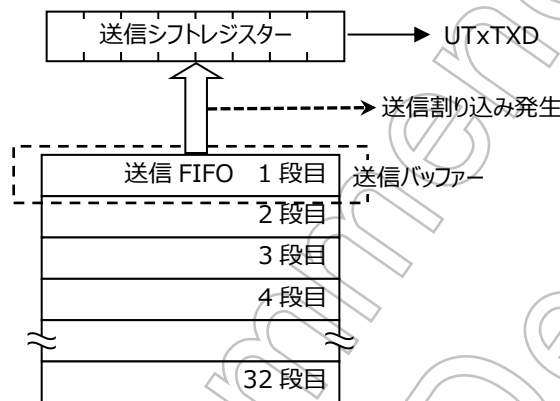 送信シフトレジスター
UTxTXD
送信割り込み発生
送信 FIFO 1 段目
送信バッファー
2 段目
3 段目
4 段目
32 段目